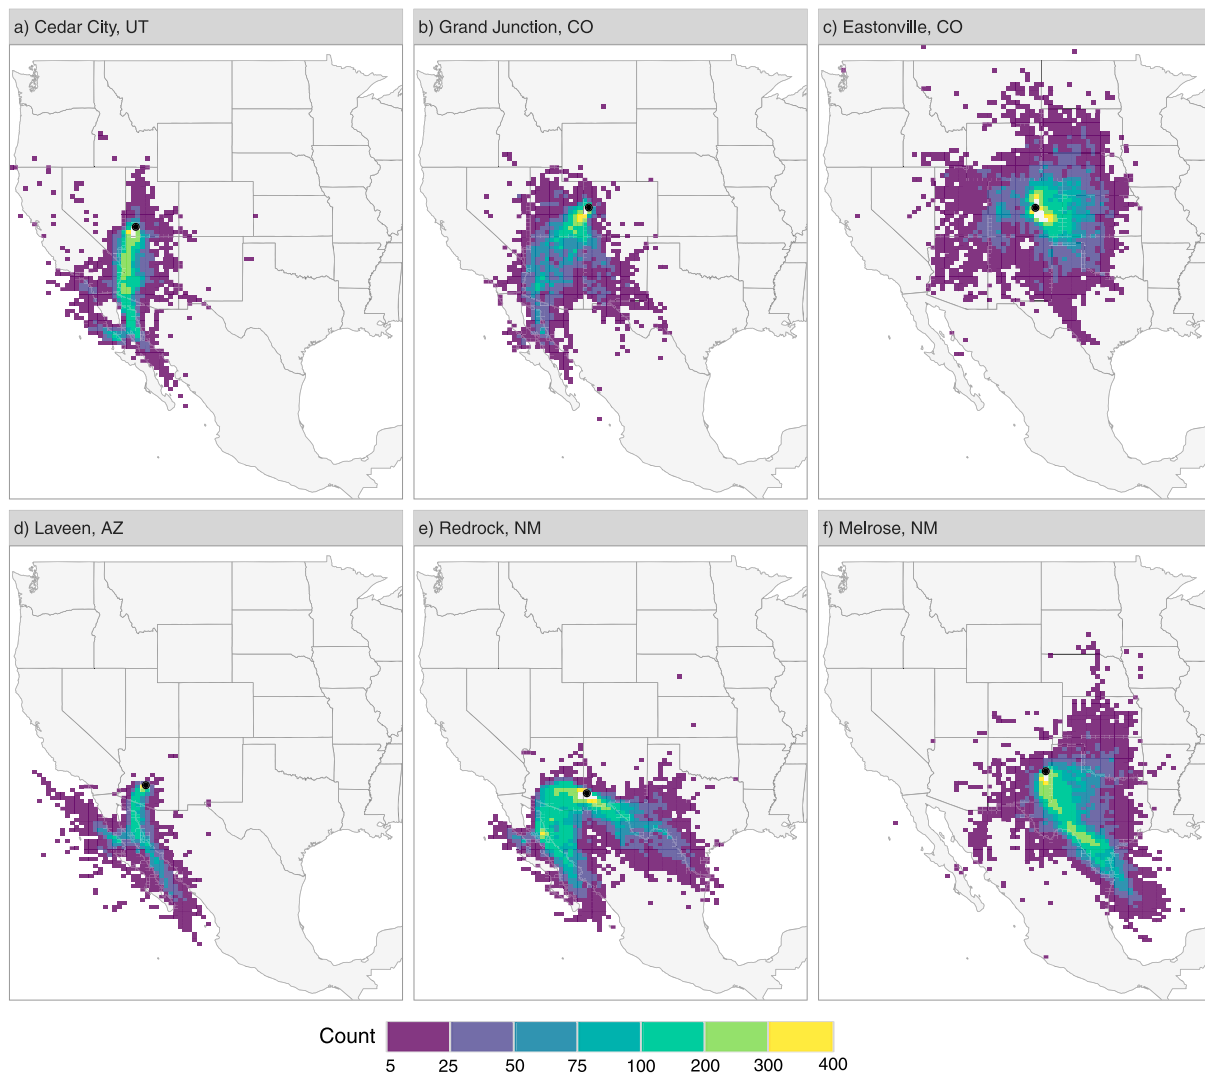 a) Cedar City, UT
b) Grand Junction, CO
c) Eastonville, CO
d) Laveen, AZ
e) Redrock, NM
f) Melrose, NM
Count
5 25 50 75 100 200 300 400